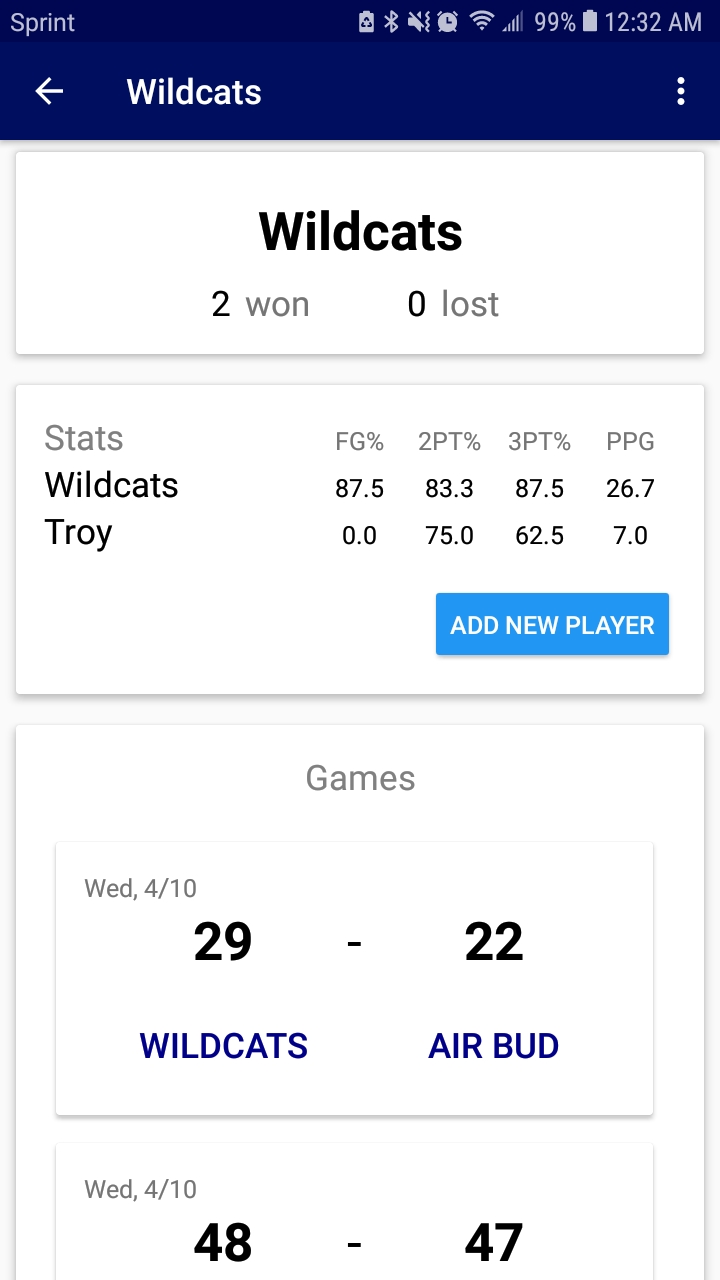 Sprint 99% 12:32 AM
Wildcats
Wildcats
2 won 0 lost
Stats FG% 2PT% 3PT% PPG
Wildcats 87.5 83.3 87.5 26.7
Troy 0.0 75.0 62.5 7.0
ADD NEW PLAYER
Games
Wed, 4/10
29 - 22
WILDCATS AIR BUD
Wed, 4/10
48 - 47